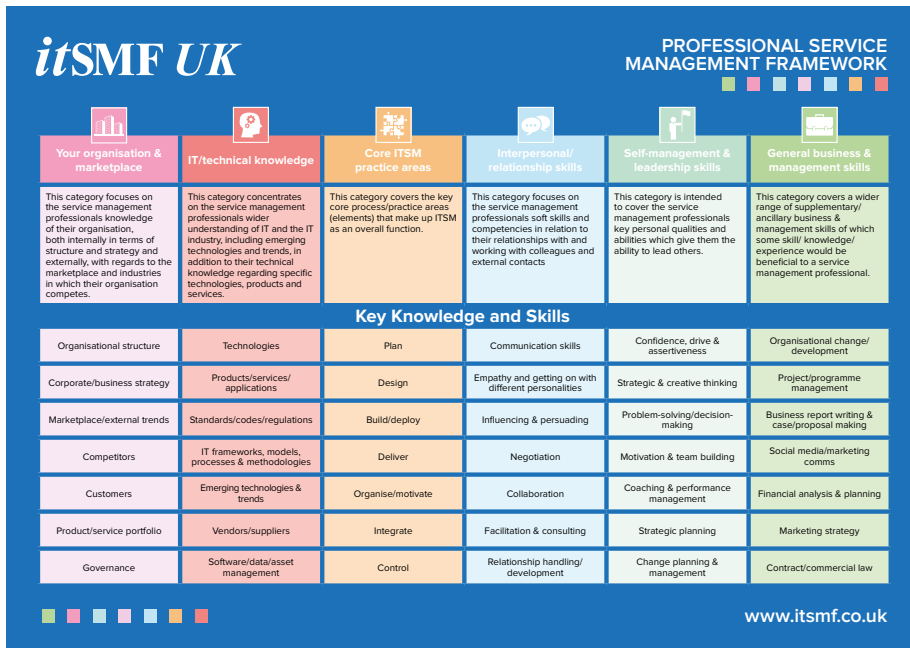 itSMF UK
PROFESSIONAL SERVICE
MANAGEMENT FRAMEWORK
Your organisation &
marketplace
IT/technical knowledge
Core ITSM
practice areas
Interpersonal/
relationship skills
Self-management &
leadership skills
General business &
management skills
This category focuses on
the service management
professionals knowledge
of their organisation,
both internally in terms of
structure and strategy and
externally, with regards to the
marketplace and industries
in which their organisation
competes.
This category concentrates
on the service management
professionals wider
understanding of IT and the IT
industry, including emerging
technologies and trends, in
addition to their technical
knowledge regarding specific
technologies, products and
services.
This category covers the key
core process/practice areas
(elements) that make up ITSM
as an overall function.
This category focuses on
the service management
professionals soft skills and
competencies in relation to
their relationships with and
working with colleagues and
external contacts
This category is intended
to cover the service
management professionals
key personal qualities and
abilities which give them the
ability to lead others.
This category covers a wider
range of supplementary/
ancillary business &
management skills of which
some skill/ knowledge/
experience would be
beneficial to a service
management professional.
Key Knowledge and Skills
Organisational structure
Technologies
Plan
Communication skills
Confidence, drive &
assertiveness
Organisational change/
development
Corporate/business strategy
Products/services/
applications
Design
Empathy and getting on with
different personalities
Strategic & creative thinking
Project/programme
management
Marketplace/external trends
Standards/codes/regulations
Build/deploy
Influencing & persuading
Problem-solving/decision-
making
Business report writing &
case/proposal making
Competitors
IT frameworks, models,
processes & methodologies
Deliver
Negotiation
Motivation & team building
Social media/marketing
comms
Customers
Emerging technologies &
trends
Organise/motivate
Collaboration
Coaching & performance
management
Financial analysis & planning
Product/service portfolio
Vendors/suppliers
Integrate
Facilitation & consulting
Strategic planning
Marketing strategy
Governance
Software/data/asset
management
Control
Relationship handling/
development
Change planning &
management
Contract/commercial law
www.itsmf.co.uk